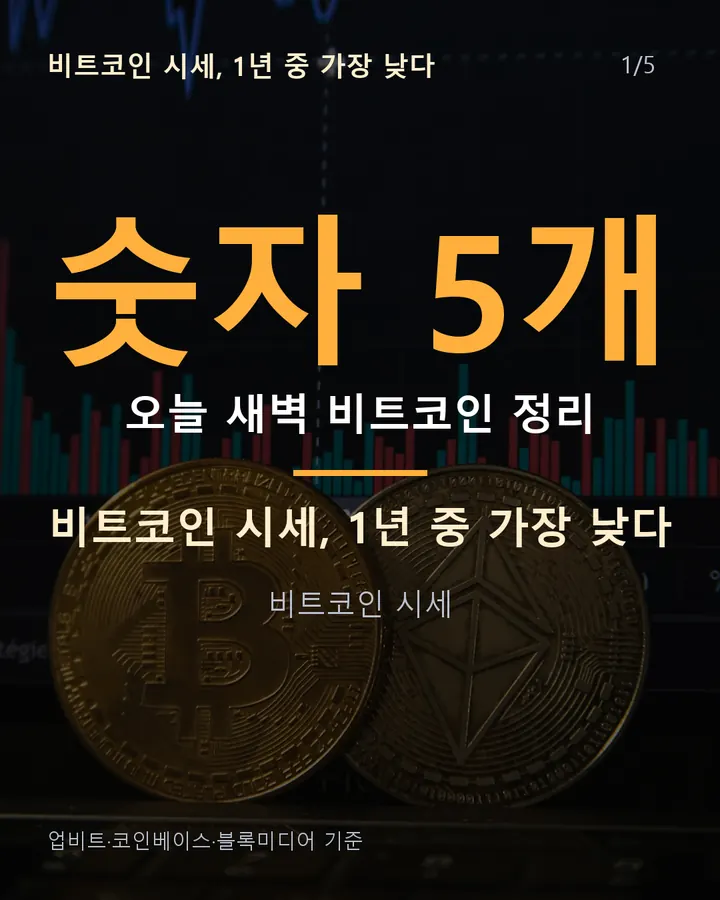 비트코인 시세, 1년 중 가장 낮다
1/5
숫자 5개
오늘 새벽 비트코인 정리
비트코인 시세, 1년 중 가장 낮다
비트코인 시세
업비트·코인베이스·블록미디어 기준